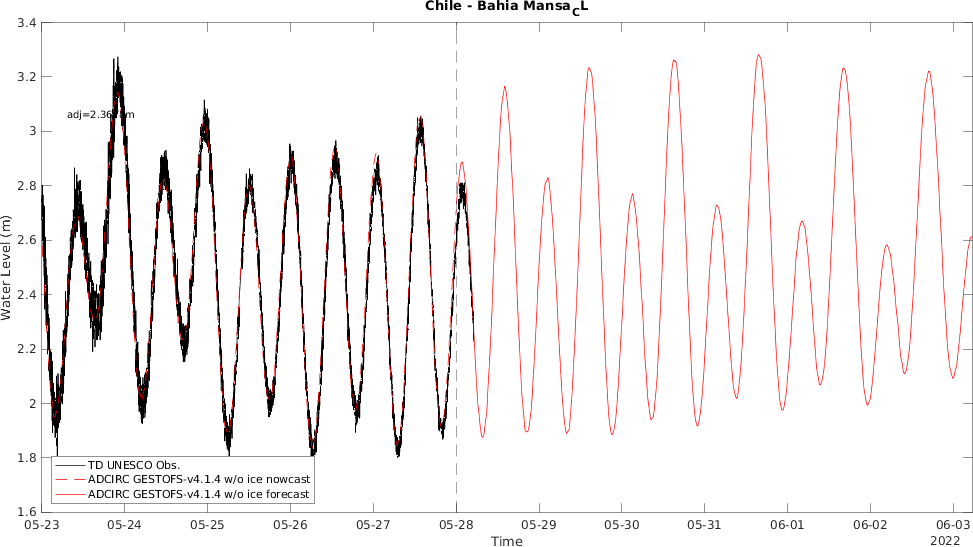 Chile - Bahia MansaCL
3.4
3.2
3
2.8
2.6
2.4
2.2
2
1.8
1.6
Water Level (m)
TD UNESCO Obs.
ADCIRC GESTOFS-v4.1.4 w/o ice nowcast
ADCIRC GESTOFS-v4.1.4 w/o ice forecast
05-23 05-24 05-25 05-26 05-27 05-28 05-29 05-30 05-31 06-01 06-02 06-03
Time
2022